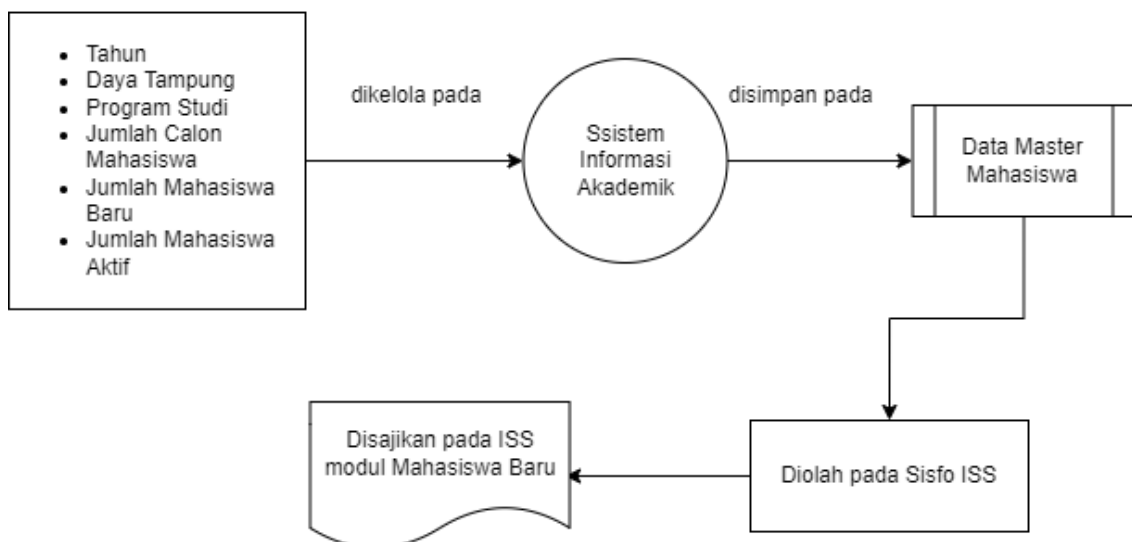 Tahun
Daya Tampung
Program Studi
Jumlah Calon
Mahasiswa
Jumlah Mahasiswa
Baru
Jumlah Mahasiswa
Aktif
dikelola pada
Ssistem
Informasi
Akademik
disimpan pada
Data Master
Mahasiswa
Diolah pada Sisfo ISS
Disajikan pada ISS
modul Mahasiswa Baru